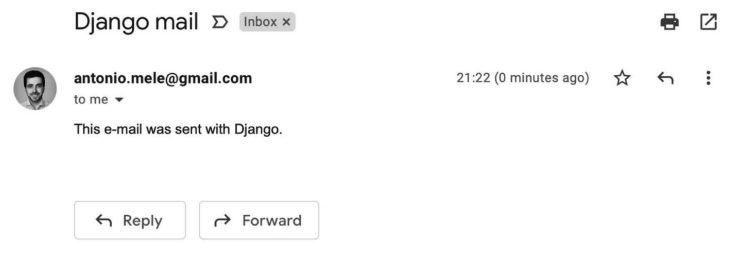 Django mail Inbox ×
antonio.mele@gmail.com 21:22 (0 minutes ago)
to me
This e-mail was sent with Django.
Reply Forward